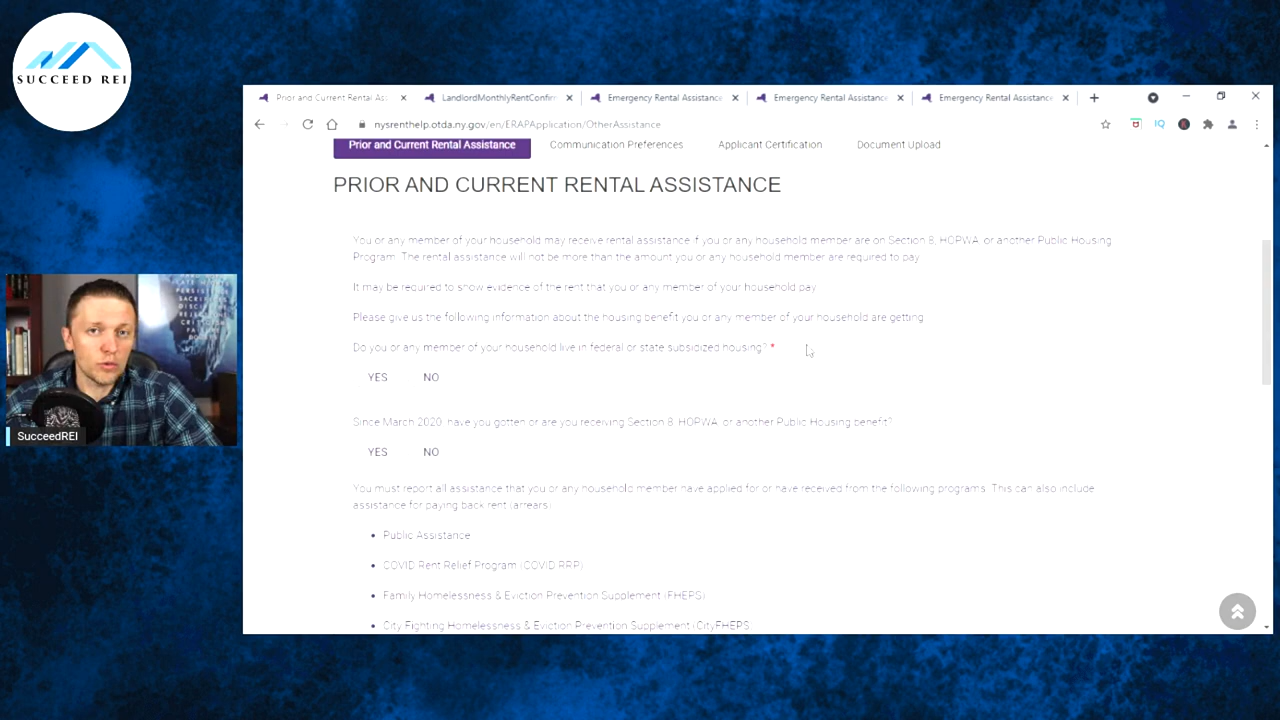 SUCCEED REI
Prior and Current Rental Ass
LandlordMonthlyRentConfirm
Emergency Rental Assistance
Emergency Rental Assistance
Emergency Rental Assistance
nysrenthelp.otda.ny.gov/en/ERAPApplication/OtherAssistance
IQ
Prior and Current Rental Assistance
Communication Preferences
Applicant Certification
Document Upload
PRIOR AND CURRENT RENTAL ASSISTANCE
You or any member of your household may receive rental assistance if you or any household member are on Section 8, HOPWA, or another Public Housing
Program. The rental assistance will not be more than the amount you or any household member are required to pay.
It may be required to show evidence of the rent that you or any member of your household pay.
Please give us the following information about the housing benefit you or any member of your household are getting.
Do you or any member of your household live in federal or state subsidized housing? *
YES NO
Since March 2020, have you gotten or are you receiving Section 8, HOPWA, or another Public Housing benefit?
YES NO
You must report all assistance that you or any household member have applied for or have received from the following programs. This can also include
assistance for paying back rent (arrears).
• Public Assistance
• COVID Rent Relief Program (COVID RRP)
• Family Homelessness & Eviction Prevention Supplement (FHEPS)
• City Fighting Homelessness & Eviction Prevention Supplement (CityFHEPS)
PERSIST
SACRIFI
DISCI
REJECT
CRITICIS
FAILURE
SucceedREI